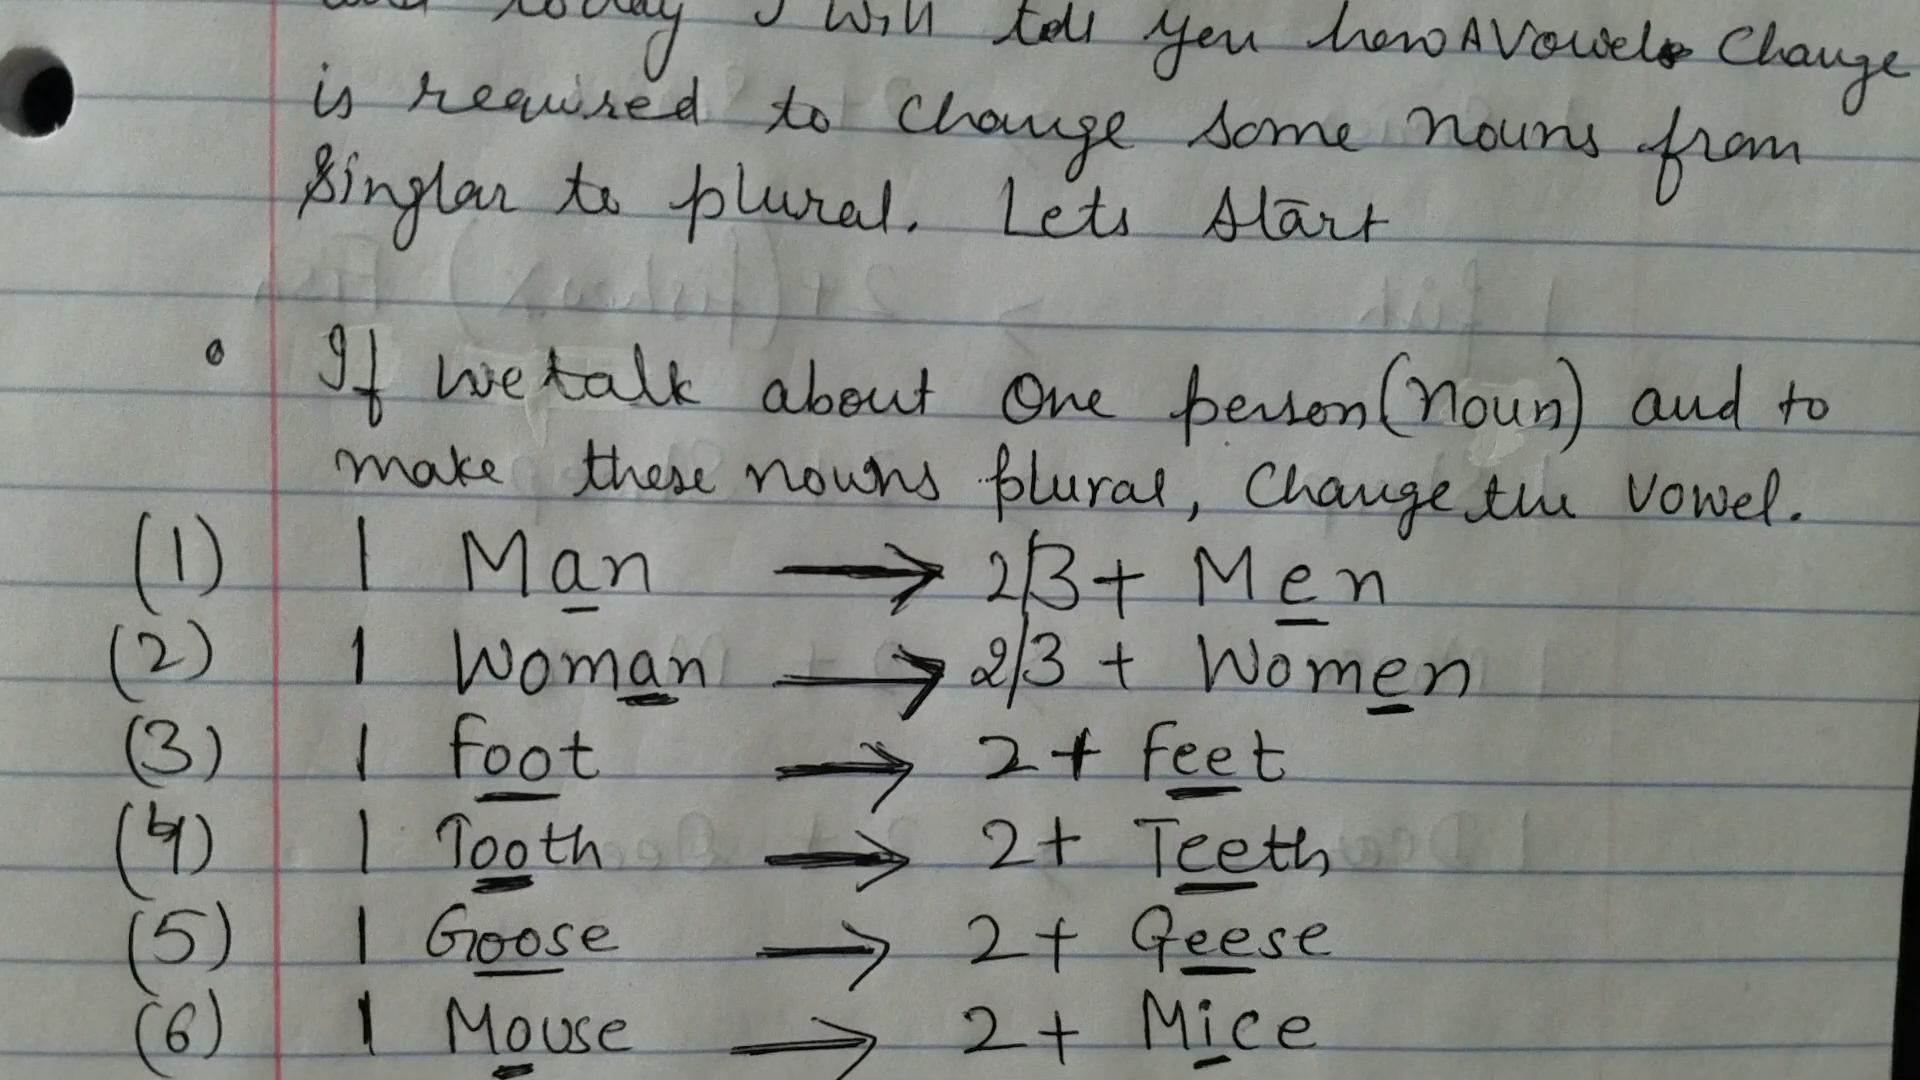 and today I will tell you how A Vowel Change
is required to change some nouns from
Singlar to plural. Lets start
• If we talk about one person (noun) and to
make these nouns plural, Change the vowel.
(1) 1 Man → 2/3+ Men
(2) 1 Woman → 2/3 + Women
(3) 1 foot → 2+ feet
(4) 1 Tooth → 2+ Teeth
(5) 1 Goose → 2+ Geese
(6) 1 Mouse → 2+ Mice